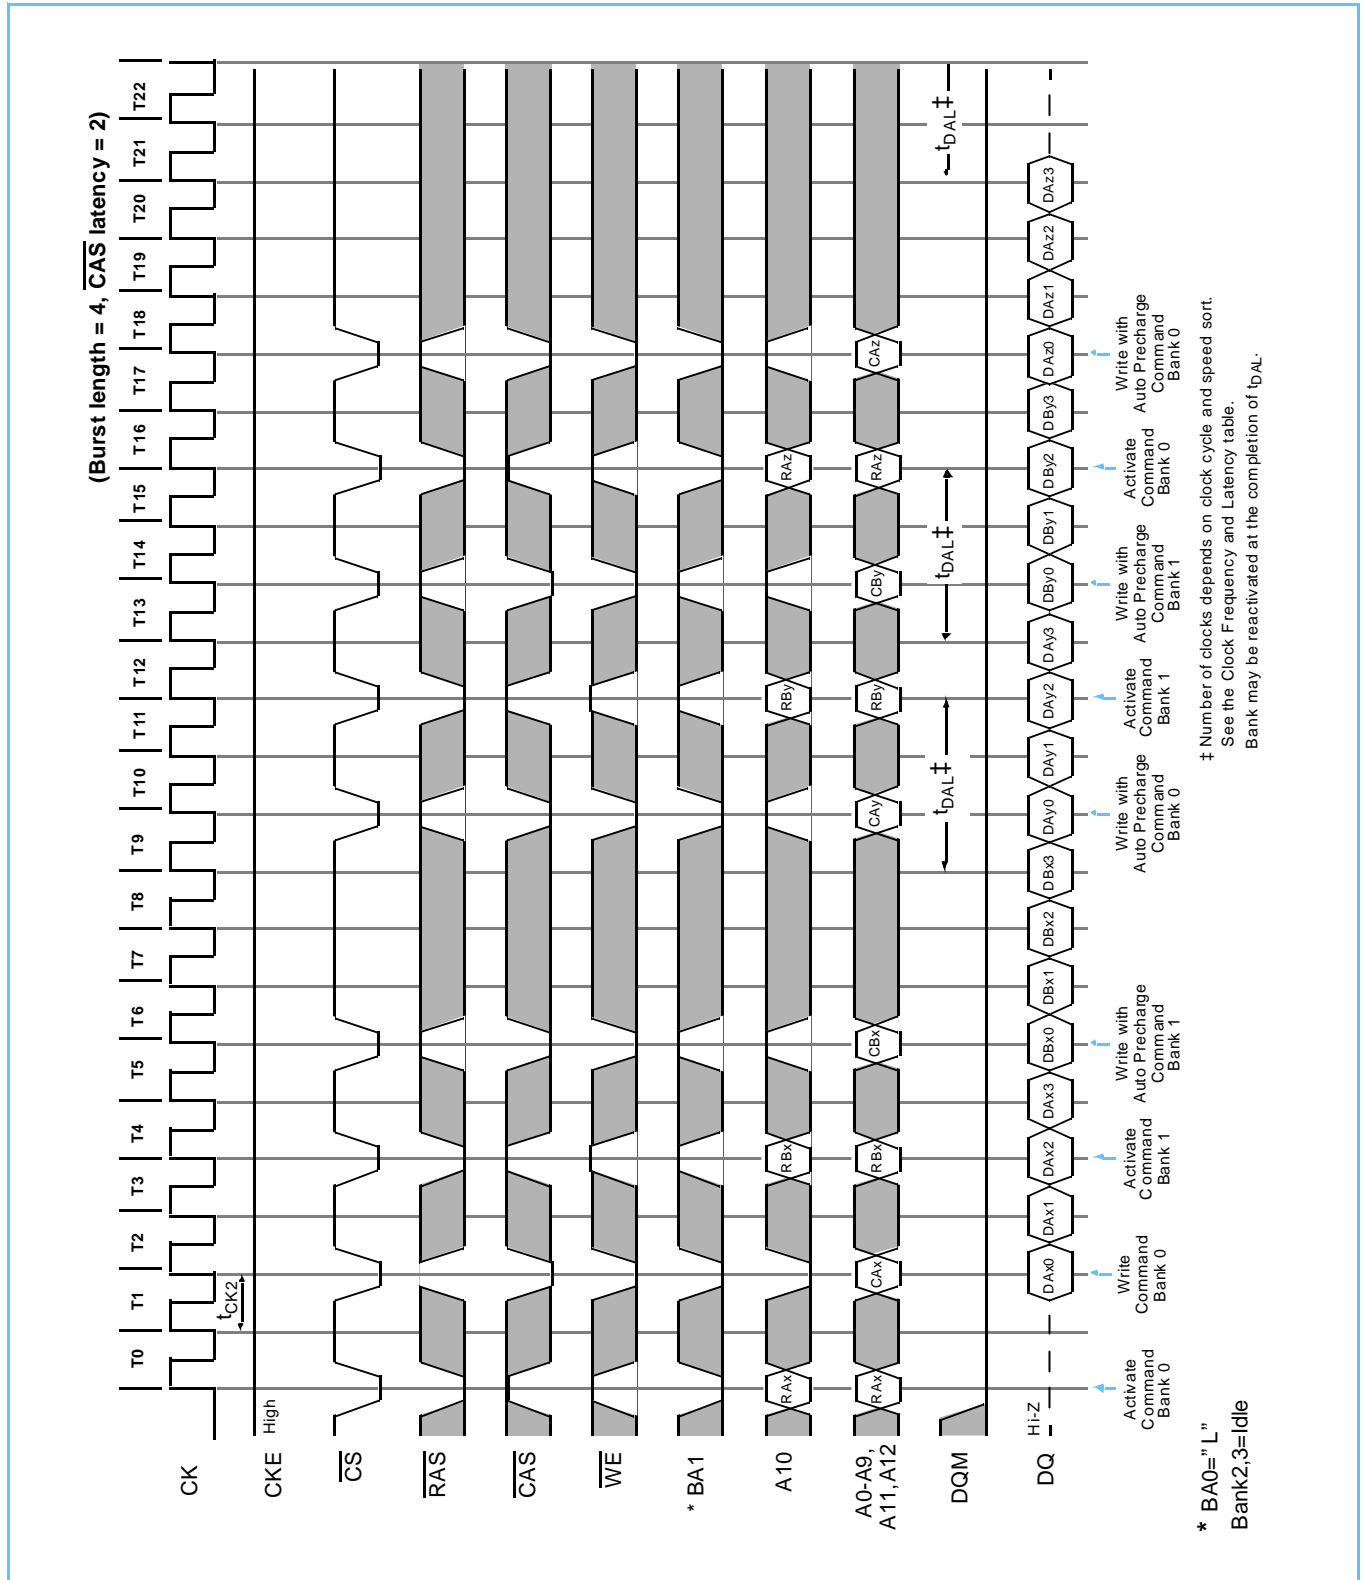 (Burst length = 4, CAS latency = 2)
T0 T1 T2 T3 T4 T5 T6 T7 T8 T9 T10 T11 T12 T13 T14 T15 T16 T17 T18 T19 T20 T21 T22
CK
tCK2
CKE
High
CS
RAS
CAS
WE
* BA1
A10
RAx RBx RBy RAz
A0-A9,
A11,A12
RAx CAx RBx CBx CAy RBy CBy RAz CAz
DQM
tDAL‡ tDAL‡ tDAL‡
DQ
Hi-Z
DAx0 DAx1 DAx2 DAx3 DBx0 DBx1 DBx2 DBx3 DAy0 DAy1 DAy2 DAy3 DBy0 DBy1 DBy2 DBy3 DAz0 DAz1 DAz2 DAz3
Activate
Command
Bank 0
Write
Command
Bank 0
Activate
Command
Bank 1
Write with
Auto Precharge
Command
Bank 1
Write with
Auto Precharge
Command
Bank 0
Activate
Command
Bank 1
Write with
Auto Precharge
Command
Bank 1
Activate
Command
Bank 0
Write with
Auto Precharge
Command
Bank 0
* BA0="L"
Bank2,3=Idle
‡ Number of clocks depends on clock cycle and speed sort.
See the Clock Frequency and Latency table.
Bank may be reactivated at the completion of tDAL.